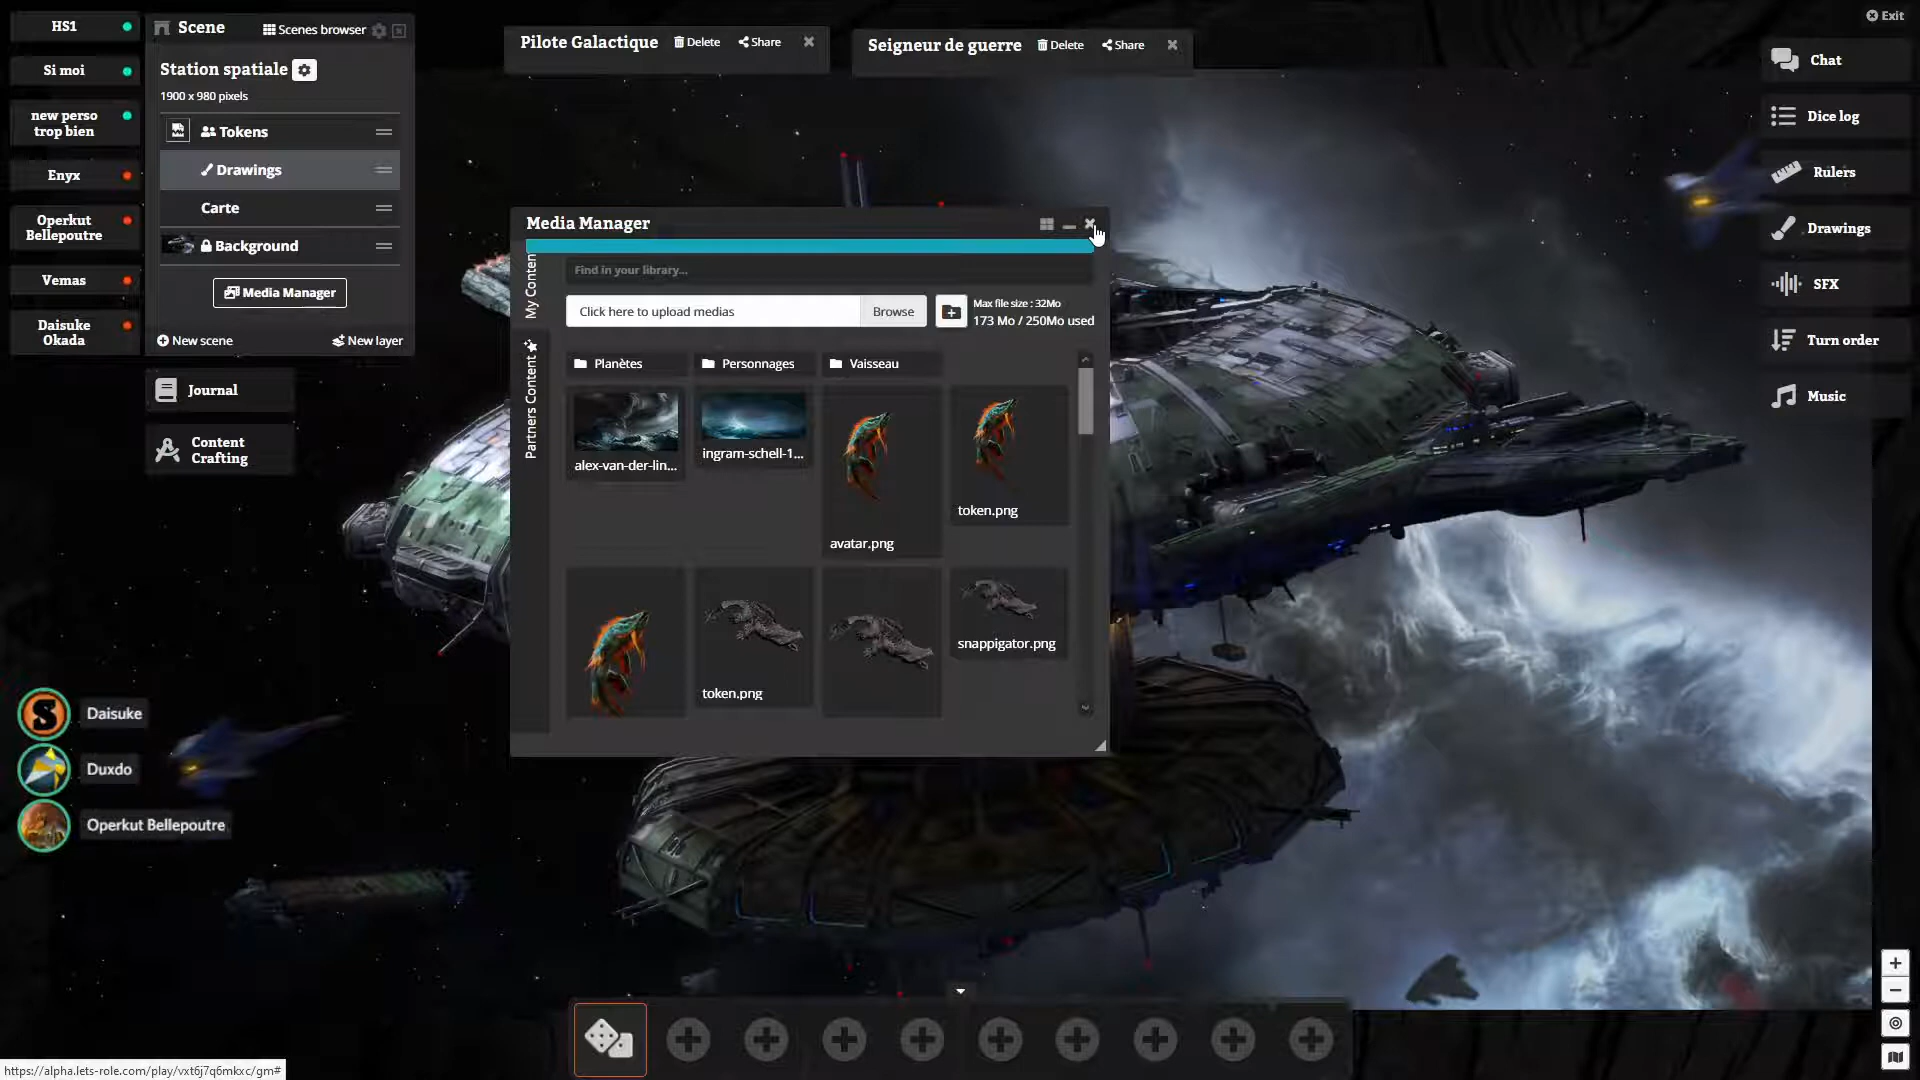 HS1
Si moi
new perso
trop bien
Enyx
Operkut
Bellepoutre
Vemas
Daisuke
Okada
Scene
Scenes browser
Station spatiale
1900 x 980 pixels
Tokens
Drawings
Carte
Background
Media Manager
New scene
New layer
Journal
Content
Crafting
Pilote Galactique
Delete
Share
Seigneur de guerre
Delete
Share
Exit
Chat
Dice log
Rulers
Drawings
SFX
Turn order
Music
Media Manager
My Conten
Partners Content
Find in your library...
Click here to upload medias
Browse
Max file size : 32Mo
173 Mo / 250Mo used
Planètes
Personnages
Vaisseau
alex-van-der-lin...
ingram-schell-1...
avatar.png
token.png
token.png
snappigator.png
Daisuke
Duxdo
Operkut Bellepoutre
https://alpha.lets-role.com/play/vxt6j7q6mkxc/gm#